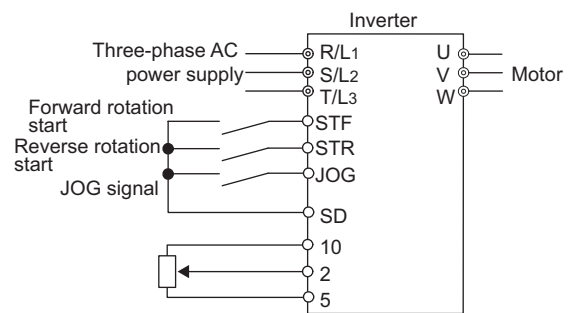 Inverter
Three-phase AC
power supply
R/L1
S/L2
T/L3
U
V
W
Motor
Forward rotation
start
STF
Reverse rotation
start
STR
JOG signal
JOG
SD
10
2
5